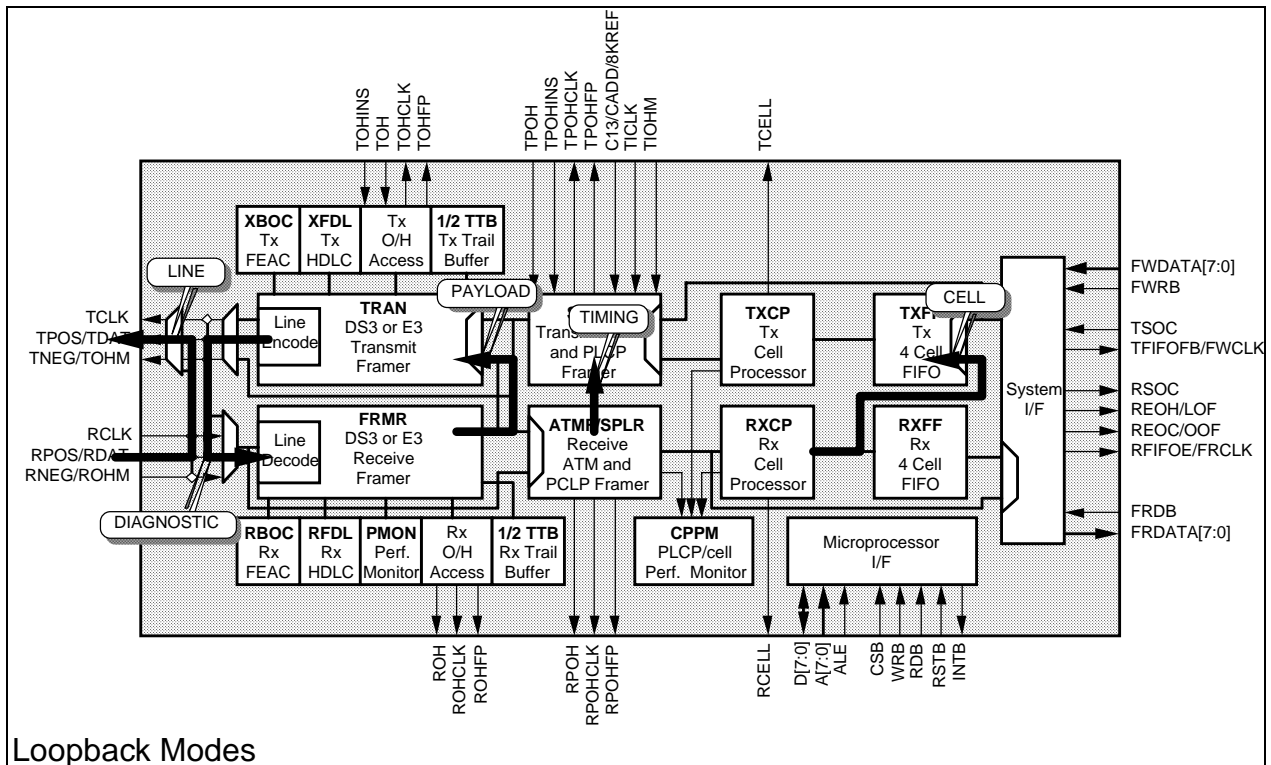 TOHINS
TOH
TOHCLK
TOHFP
TPOH
TPOHINS
TPOHCLK
TPOHFP
C13/CADD/8KREF
TICLK
TIOHM
TCELL
XBOC
Tx
FEAC
XFDL
Tx
HDLC
Tx
O/H
Access
1/2 TTB
Tx Trail
Buffer
LINE
PAYLOAD
TIMING
CELL
DIAGNOSTIC
TCLK
TPOS/TDAT
TNEG/TOHM
RCLK
RPOS/RDAT
RNEG/ROHM
Line
Encode
TRAN
DS3 or E3
Transmit
Framer
and PLCP
Framer
TXCP
Tx
Cell
Processor
Tx
4 Cell
FIFO
System
I/F
FWDATA[7:0]
FWRB
TSOC
TFIFOFB/FWCLK
RSOC
REOH/LOF
REOC/OOF
RFIFOE/FRCLK
FRDB
FRDATA[7:0]
Line
Decode
FRMR
DS3 or E3
Receive
Framer
Receive
ATM and
PCLP Framer
RXCP
Rx
Cell
Processor
RXFF
Rx
4 Cell
FIFO
RBOC
Rx
FEAC
RFDL
Rx
HDLC
PMON
Perf.
Monitor
Rx
O/H
Access
1/2 TTB
Rx Trail
Buffer
CPPM
PLCP/cell
Perf. Monitor
Microprocessor
I/F
ROH
ROHCLK
ROHFP
RPOH
RPOHCLK
RPOHFP
RCELL
D[7:0]
A[7:0]
ALE
CSB
WRB
RDB
RSTB
INTB
Loopback Modes